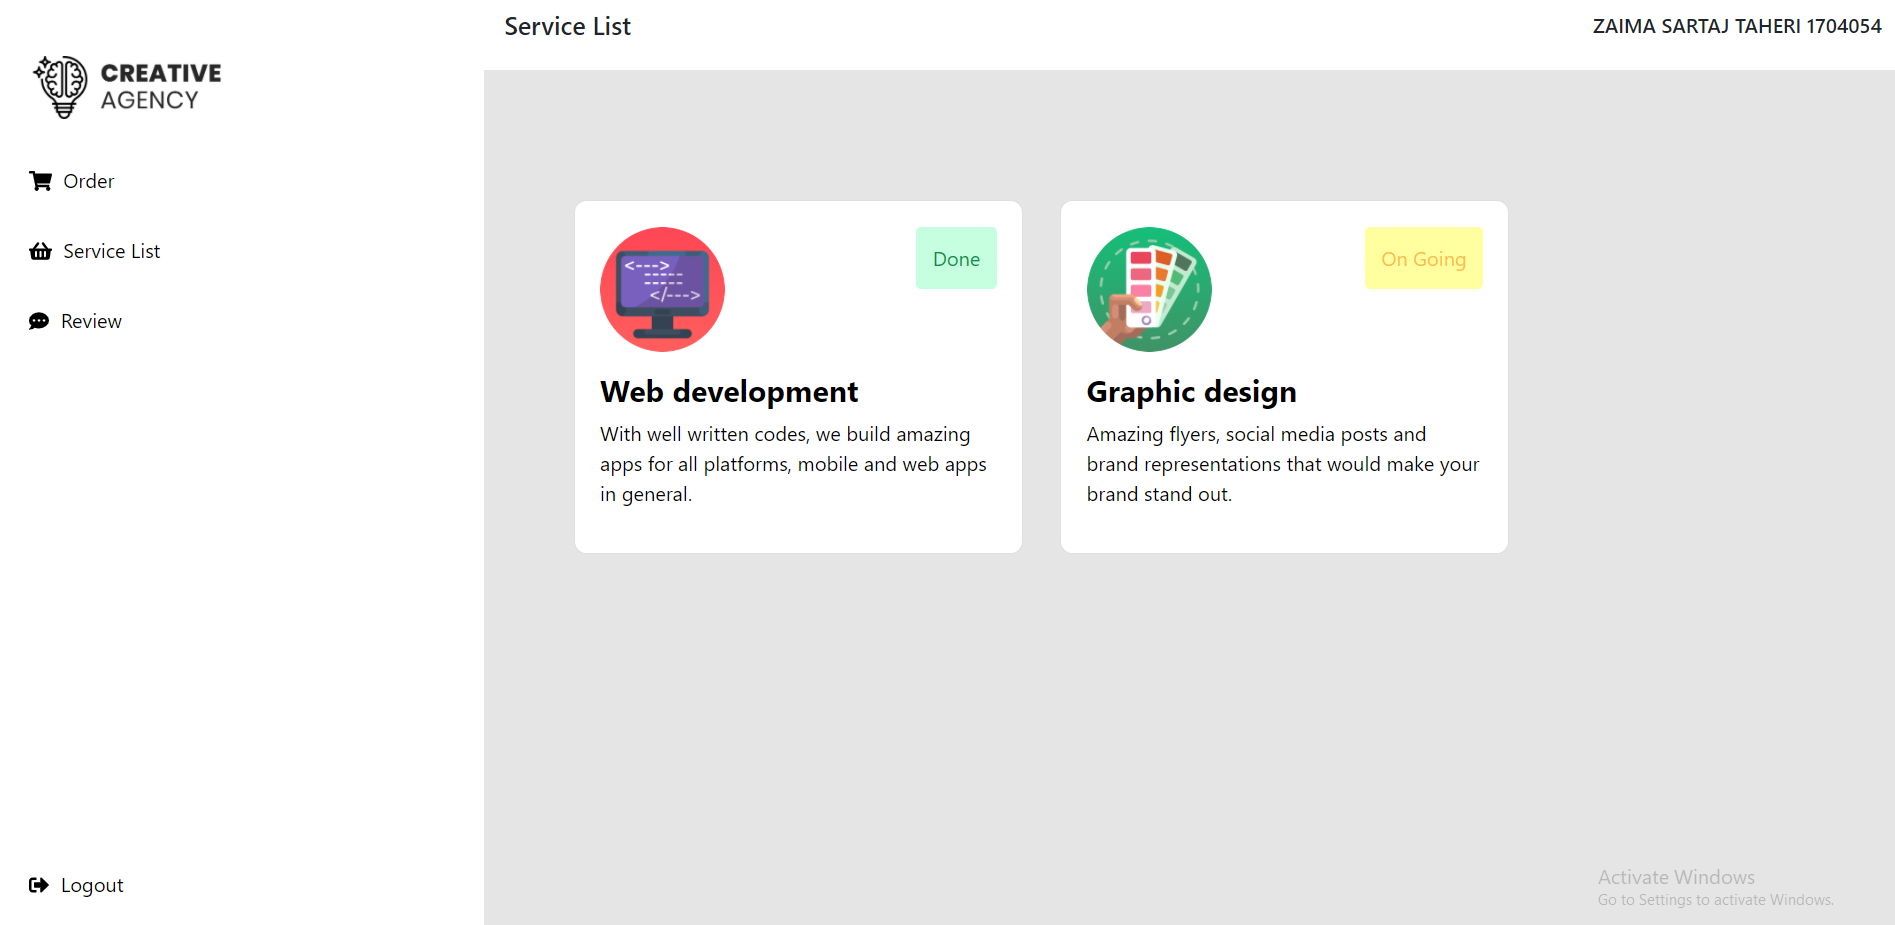 Service List
ZAIMA SARTAJ TAHERI 1704054
CREATIVE
AGENCY
Order
Service List
Review
Logout
<---->
-----
-----
</--->
Done
Web development
With well written codes, we build amazing
apps for all platforms, mobile and web apps
in general.
On Going
Graphic design
Amazing flyers, social media posts and
brand representations that would make your
brand stand out.
Activate Windows
Go to Settings to activate Windows.